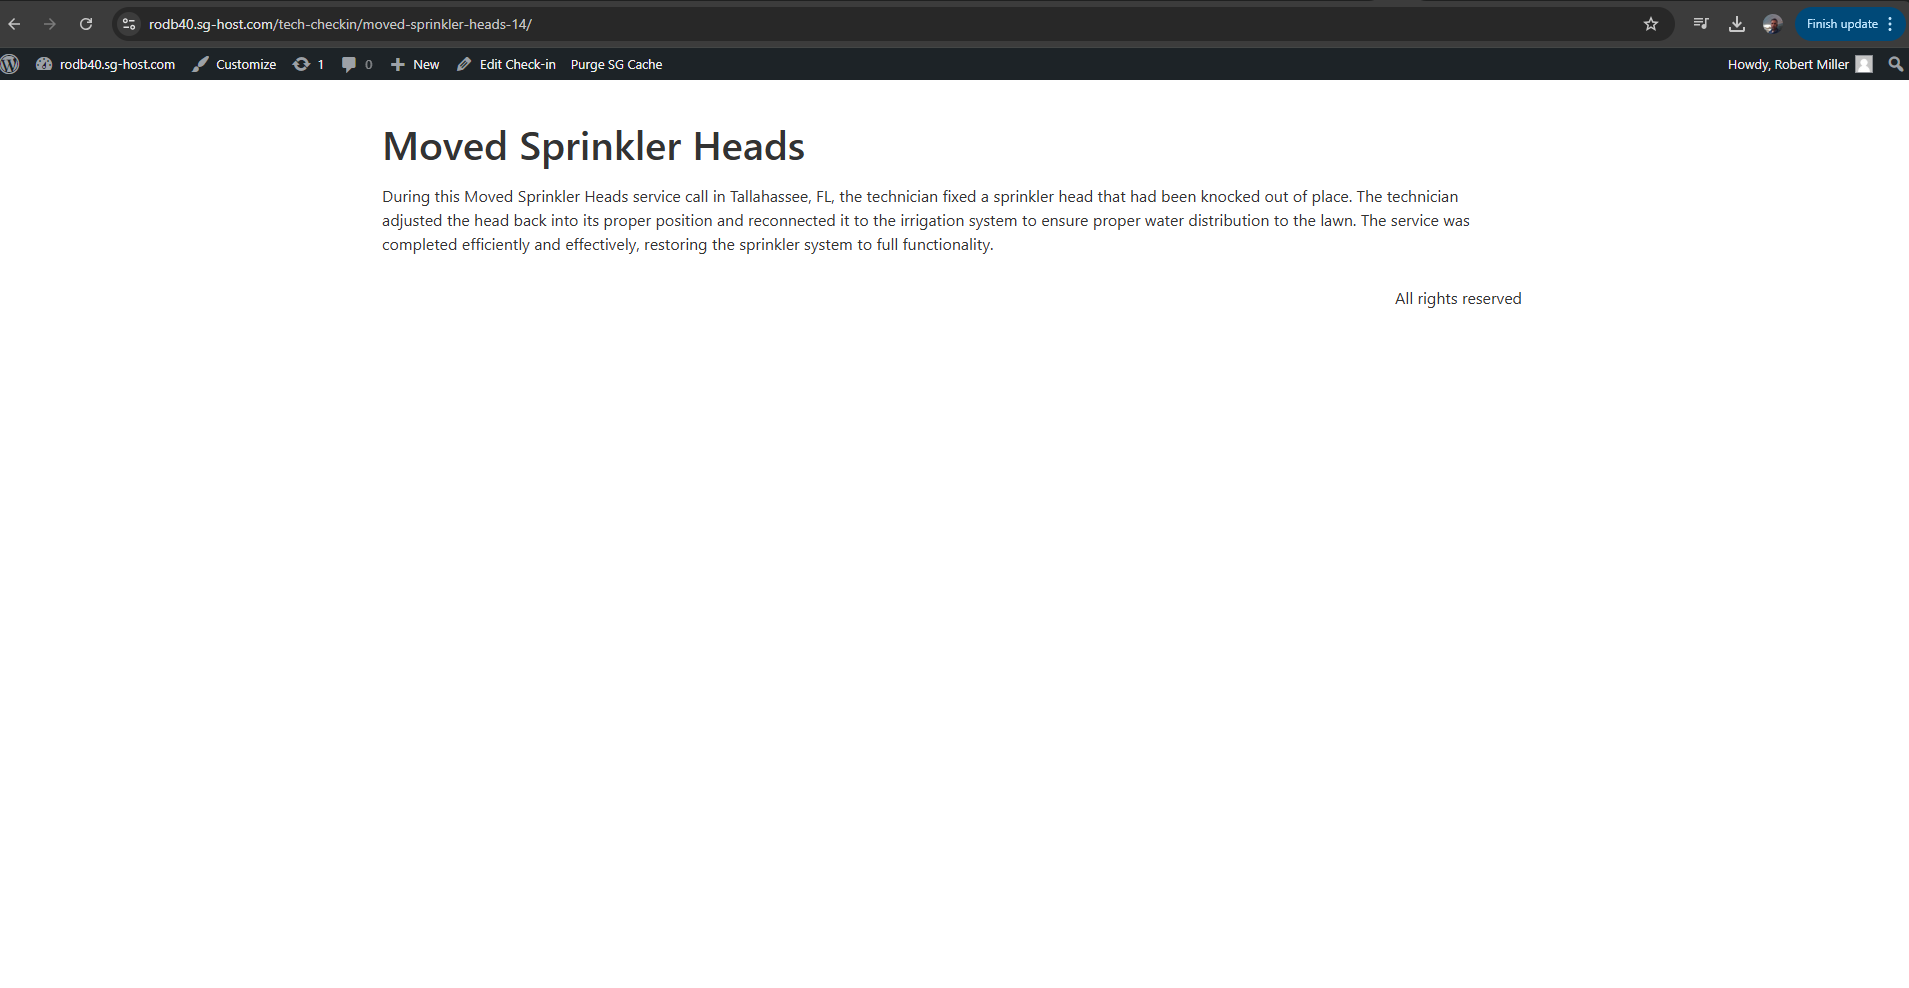 rodb40.sg-host.com/tech-checkin/moved-sprinkler-heads-14/
Finish update
rodb40.sg-host.com Customize 1 0 New Edit Check-in Purge SG Cache
Howdy, Robert Miller
Moved Sprinkler Heads
During this Moved Sprinkler Heads service call in Tallahassee, FL, the technician fixed a sprinkler head that had been knocked out of place. The technician
adjusted the head back into its proper position and reconnected it to the irrigation system to ensure proper water distribution to the lawn. The service was
completed efficiently and effectively, restoring the sprinkler system to full functionality.
All rights reserved